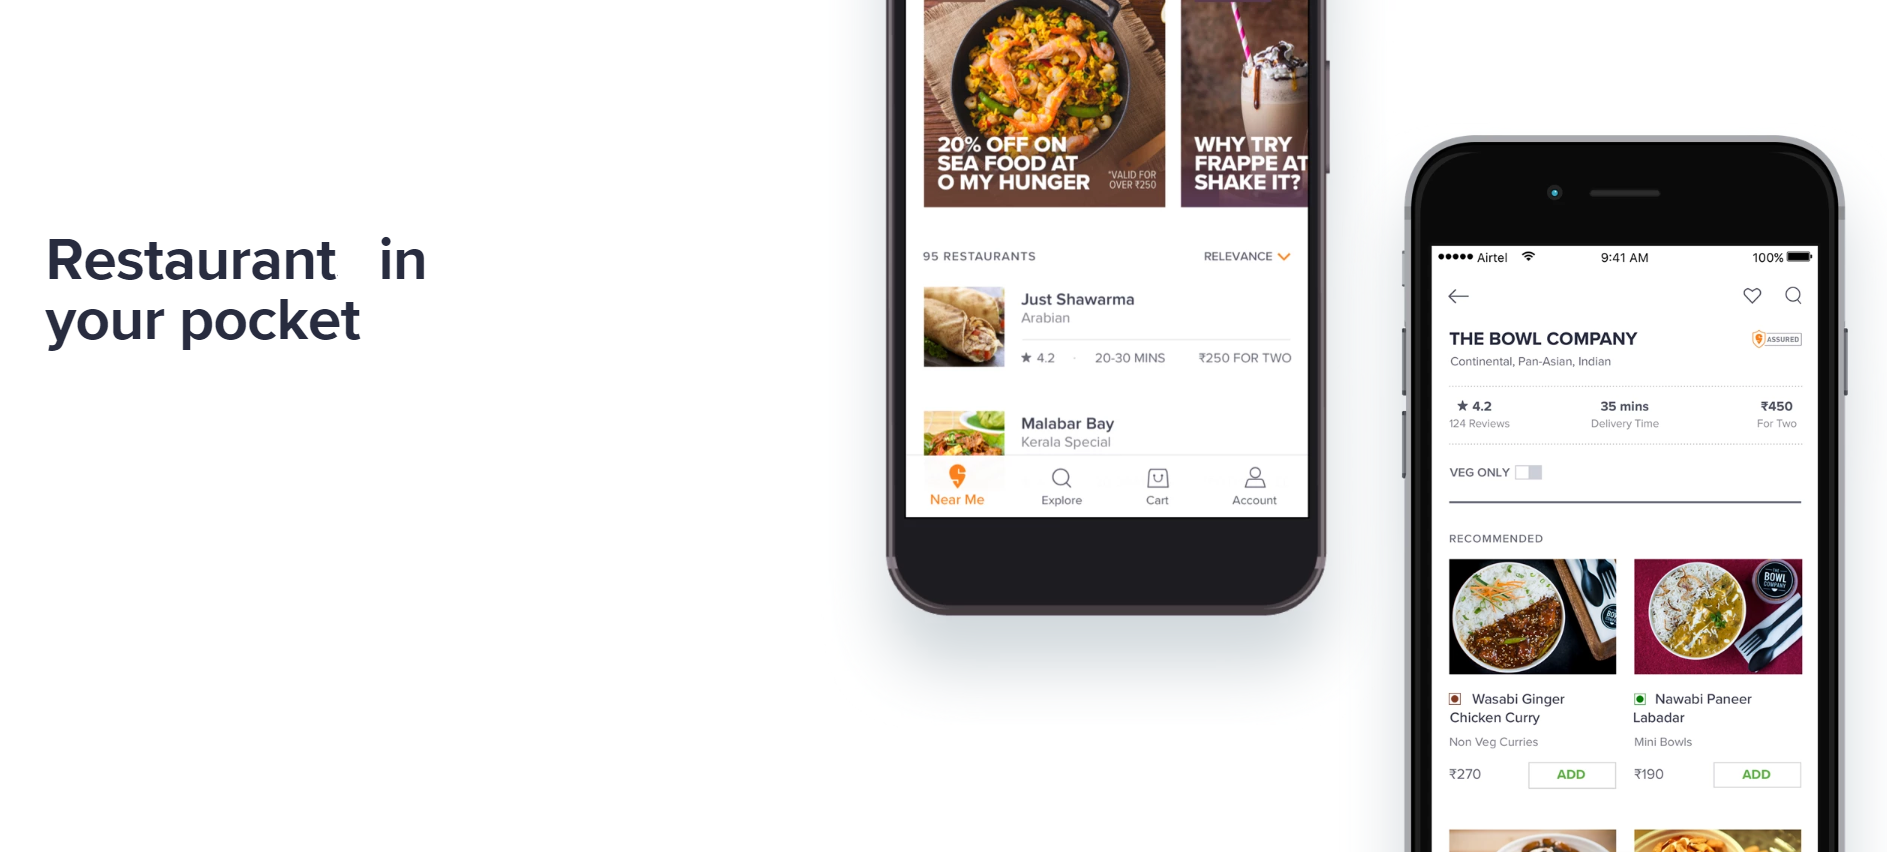 Restaurant in
your pocket
20% OFF ON
SEA FOOD AT
O MY HUNGER
*VALID FOR
OVER ₹250
WHY TRY
FRAPPE AT
SHAKE IT?
95 RESTAURANTS
RELEVANCE
Just Shawarma
Arabian
★ 4.2 · 20-30 MINS ₹250 FOR TWO
Malabar Bay
Kerala Special
Near Me Explore Cart Account
Airtel 9:41 AM 100%
THE BOWL COMPANY
ASSURED
Continental, Pan-Asian, Indian
★ 4.2 35 mins ₹450
124 Reviews Delivery Time For Two
VEG ONLY
RECOMMENDED
THE
BOWL
COMPANY
Wasabi Ginger
Chicken Curry
Non Veg Curries
₹270 ADD
Nawabi Paneer
Labadar
Mini Bowls
₹190 ADD